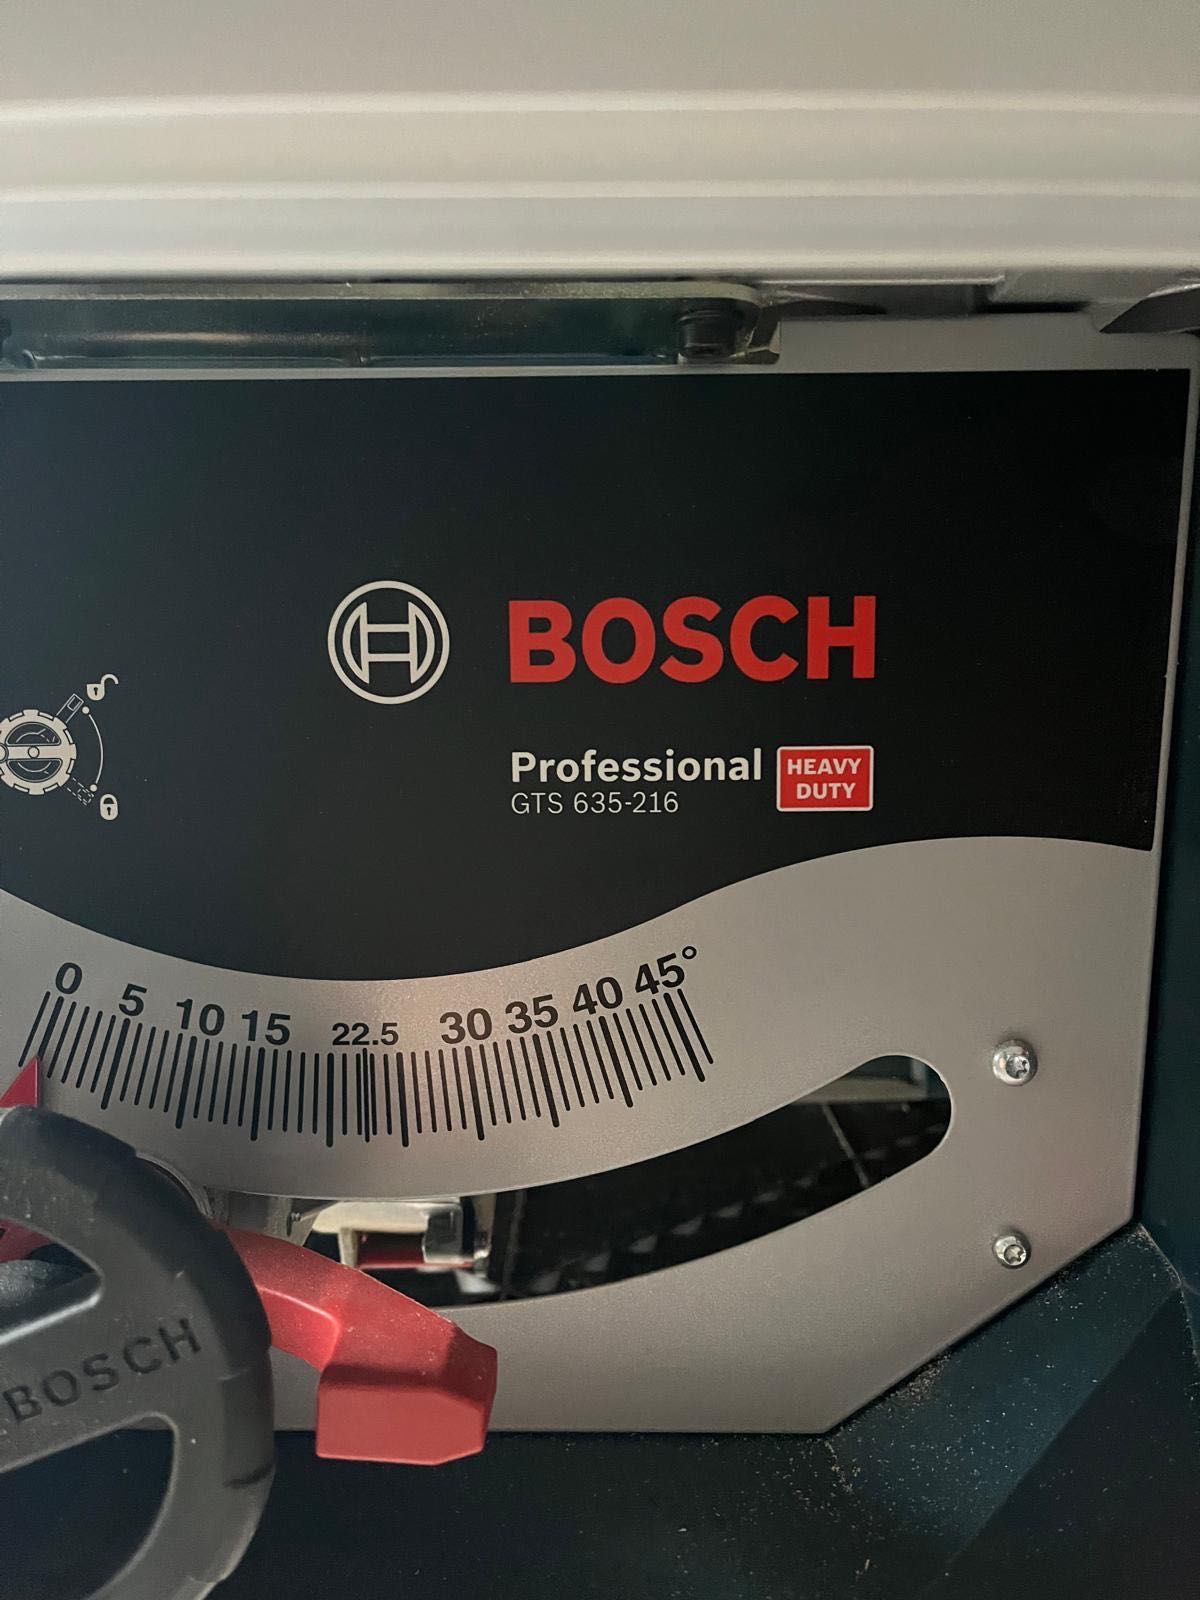 BOSCH
Professional
HEAVY
DUTY
GTS 635-216
0 5 10 15 22.5 30 35 40 45°
BOSCH